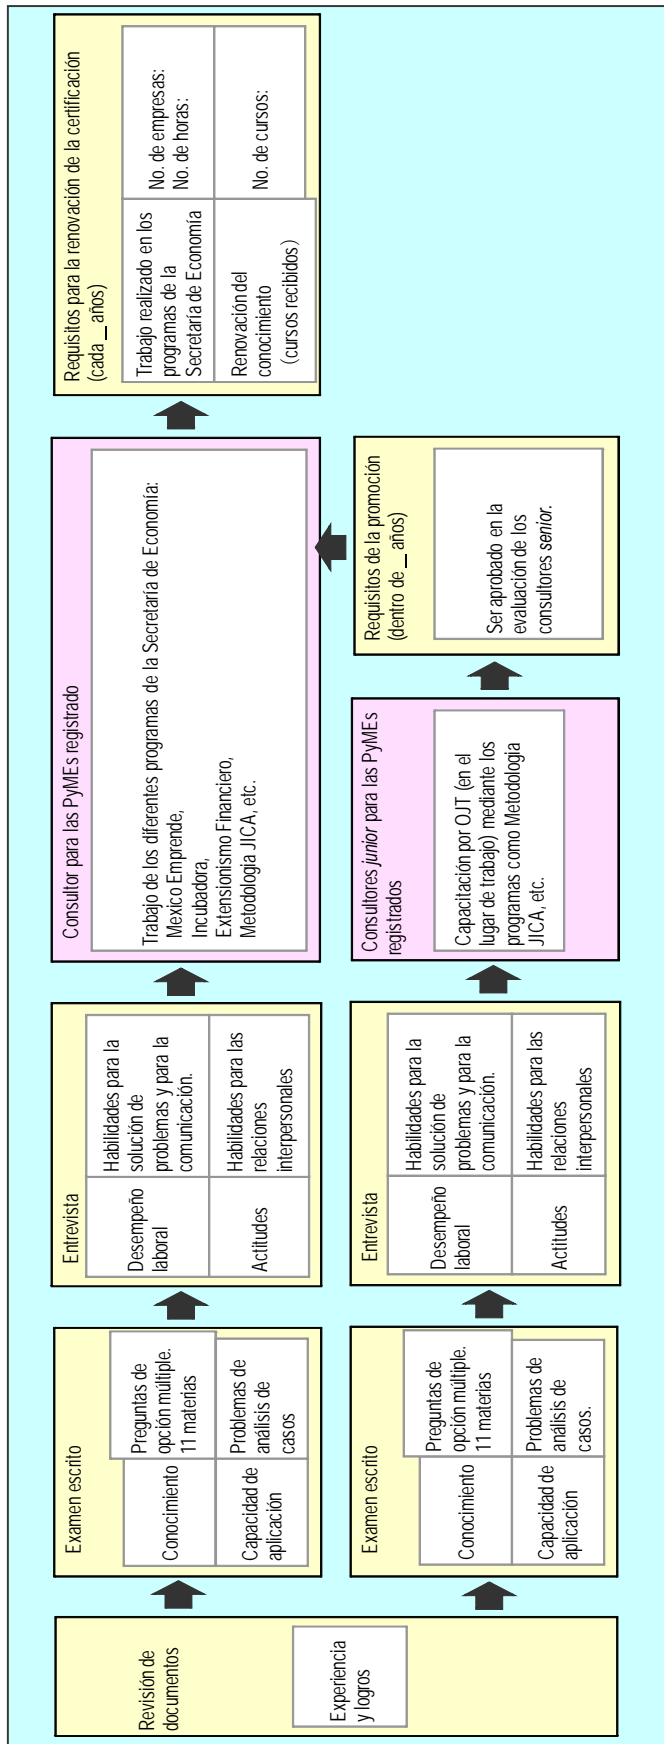 Revisión de
documentos
Experiencia
y logros
Examen escrito
Conocimiento
Preguntas de
opción múltiple.
11 materias
Capacidad de
aplicación
Problemas de
análisis de
casos
Entrevista
Desempeño
laboral
Habilidades para la
solución de
problemas y para la
comunicación.
Actitudes
Habilidades para las
relaciones
interpersonales
Consultor para las PyMEs registrado
Trabajo de los diferentes programas de la Secretaría de Economía:
Mexico Emprende,
Incubadora,
Extensionismo Financiero,
Metodología JICA, etc.
Requisitos para la renovación de la certificación
(cada _ años)
Trabajo realizado en los
programas de la
Secretaría de Economía
No. de empresas:
No. de horas:
Renovación del
conocimiento
(cursos recibidos)
No. de cursos:
Examen escrito
Conocimiento
Preguntas de
opción múltiple.
11 materias
Capacidad de
aplicación
Problemas de
análisis de
casos.
Entrevista
Desempeño
laboral
Habilidades para la
solución de
problemas y para la
comunicación.
Actitudes
Habilidades para las
relaciones
interpersonales
Consultores junior para las PyMEs
registrados
Capacitación por OJT (en el
lugar de trabajo) mediante los
programas como Metodología
JICA, etc.
Requisitos de la promoción
(dentro de _ años)
Ser aprobado en la
evaluación de los
consultores senior.